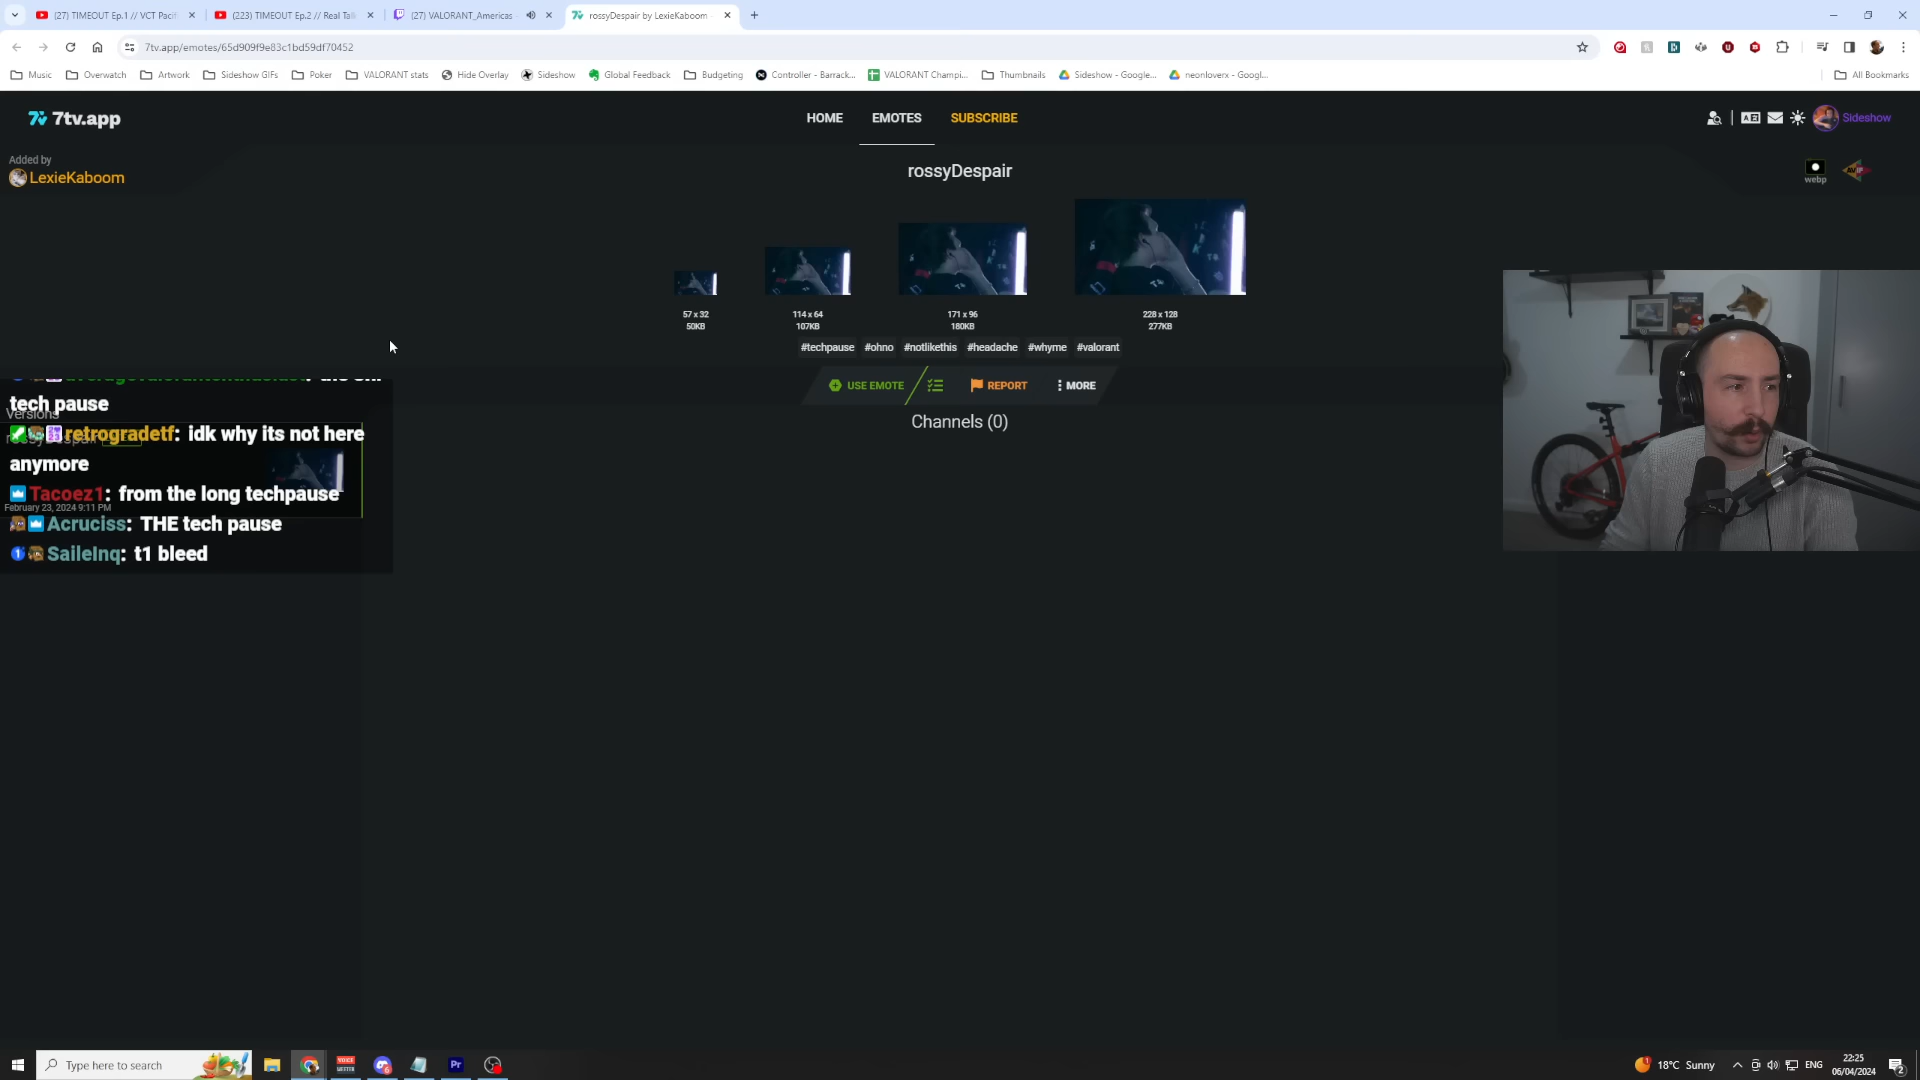 (27) TIMEOUT Ep.1 // VCT Pacif
(223) TIMEOUT Ep.2 // Real Talk
(27) VALORANT_Americas
rossyDespair by LexieKaboom
7tv.app/emotes/65d909f9e83c1bd59df70452
Music
Overwatch
Artwork
Sideshow GIFs
Poker
VALORANT stats
Hide Overlay
Sideshow
Global Feedback
Budgeting
Controller - Barrack...
VALORANT Champi...
Thumbnails
Sideshow - Google...
neonloverx - Googl...
All Bookmarks
7tv.app
HOME
EMOTES
SUBSCRIBE
Sideshow
Added by
LexieKaboom
rossyDespair
webp
57 x 32
50KB
114 x 64
107KB
171 x 96
180KB
228 x 128
277KB
#techpause #ohno #notlikethis #headache #whyme #valorant
USE EMOTE
REPORT
MORE
Channels (0)
tech pause
Versions
retrogradetf: idk why its not here
anymore
Tacoez1: from the long techpause
February 23, 2024 9:11 PM
Acruciss: THE tech pause
SaileInq: t1 bleed
Type here to search
VOICE
MEETER
Pr
18°C Sunny
ENG
22:25
06/04/2024